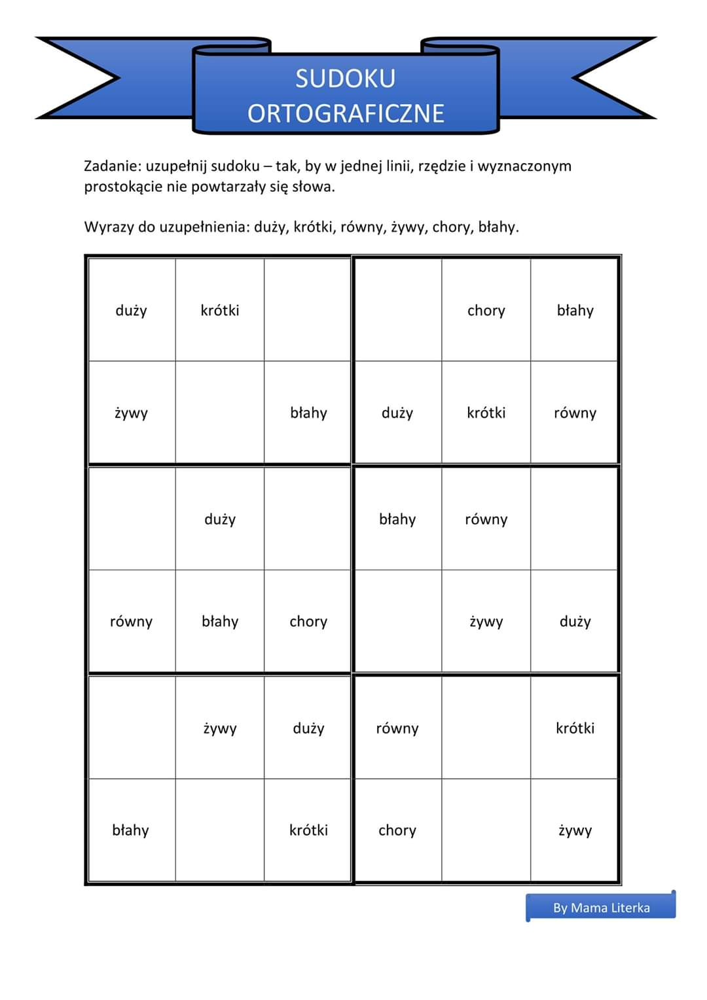 SUDOKU
ORTOGRAFICZNE
Zadanie: uzupełnij sudoku – tak, by w jednej linii, rzędzie i wyznaczonym
prostokącie nie powtarzały się słowa.
Wyrazy do uzupełnienia: duży, krótki, równy, żywy, chory, błahy.
duży krótki chory błahy
żywy błahy duży krótki równy
duży błahy równy
równy błahy chory żywy duży
żywy duży równy krótki
błahy krótki chory żywy
By Mama Literka